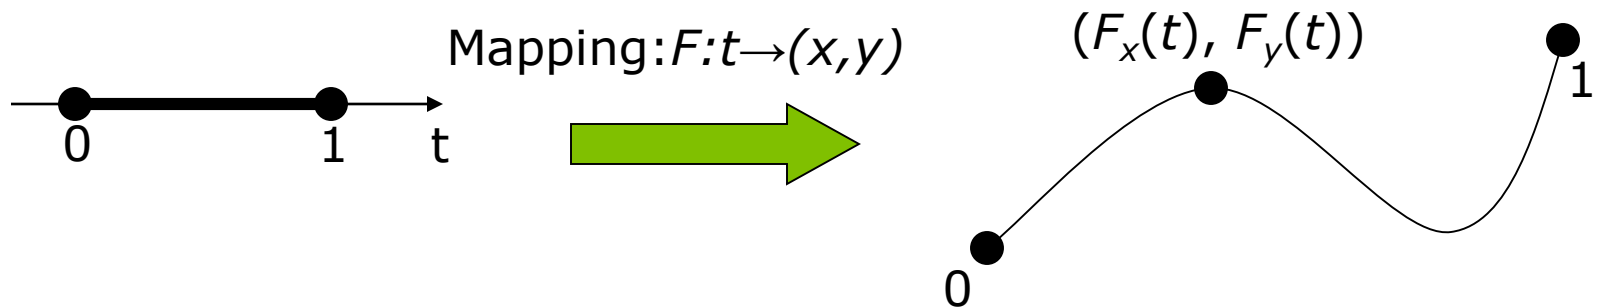 Mapping:F:t→(x,y)
0 1 t
(Fx(t), Fy(t))
1
0